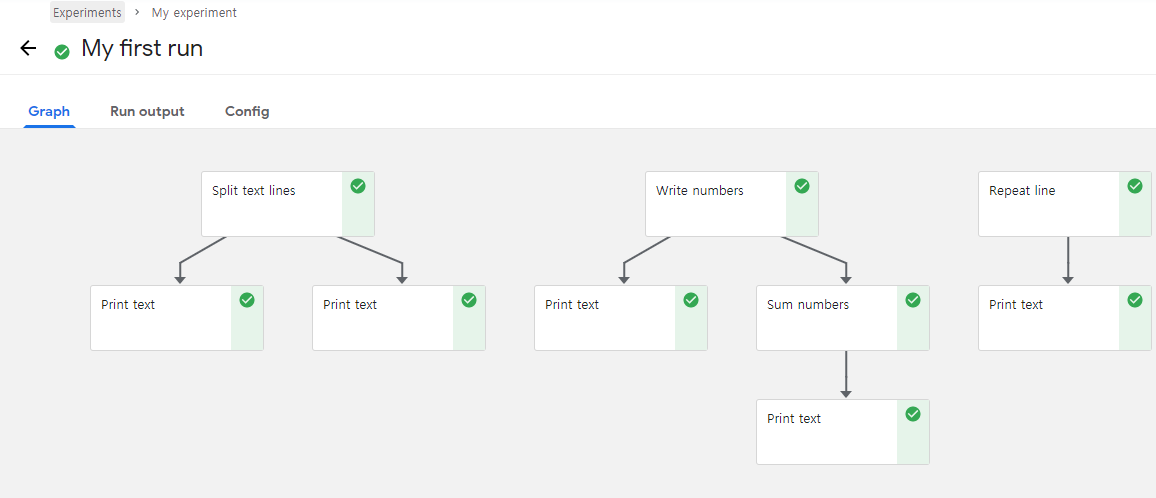 Experiments > My experiment
My first run
Graph Run output Config
Split text lines Write numbers Repeat line
Print text Print text Print text Sum numbers Print text
Print text